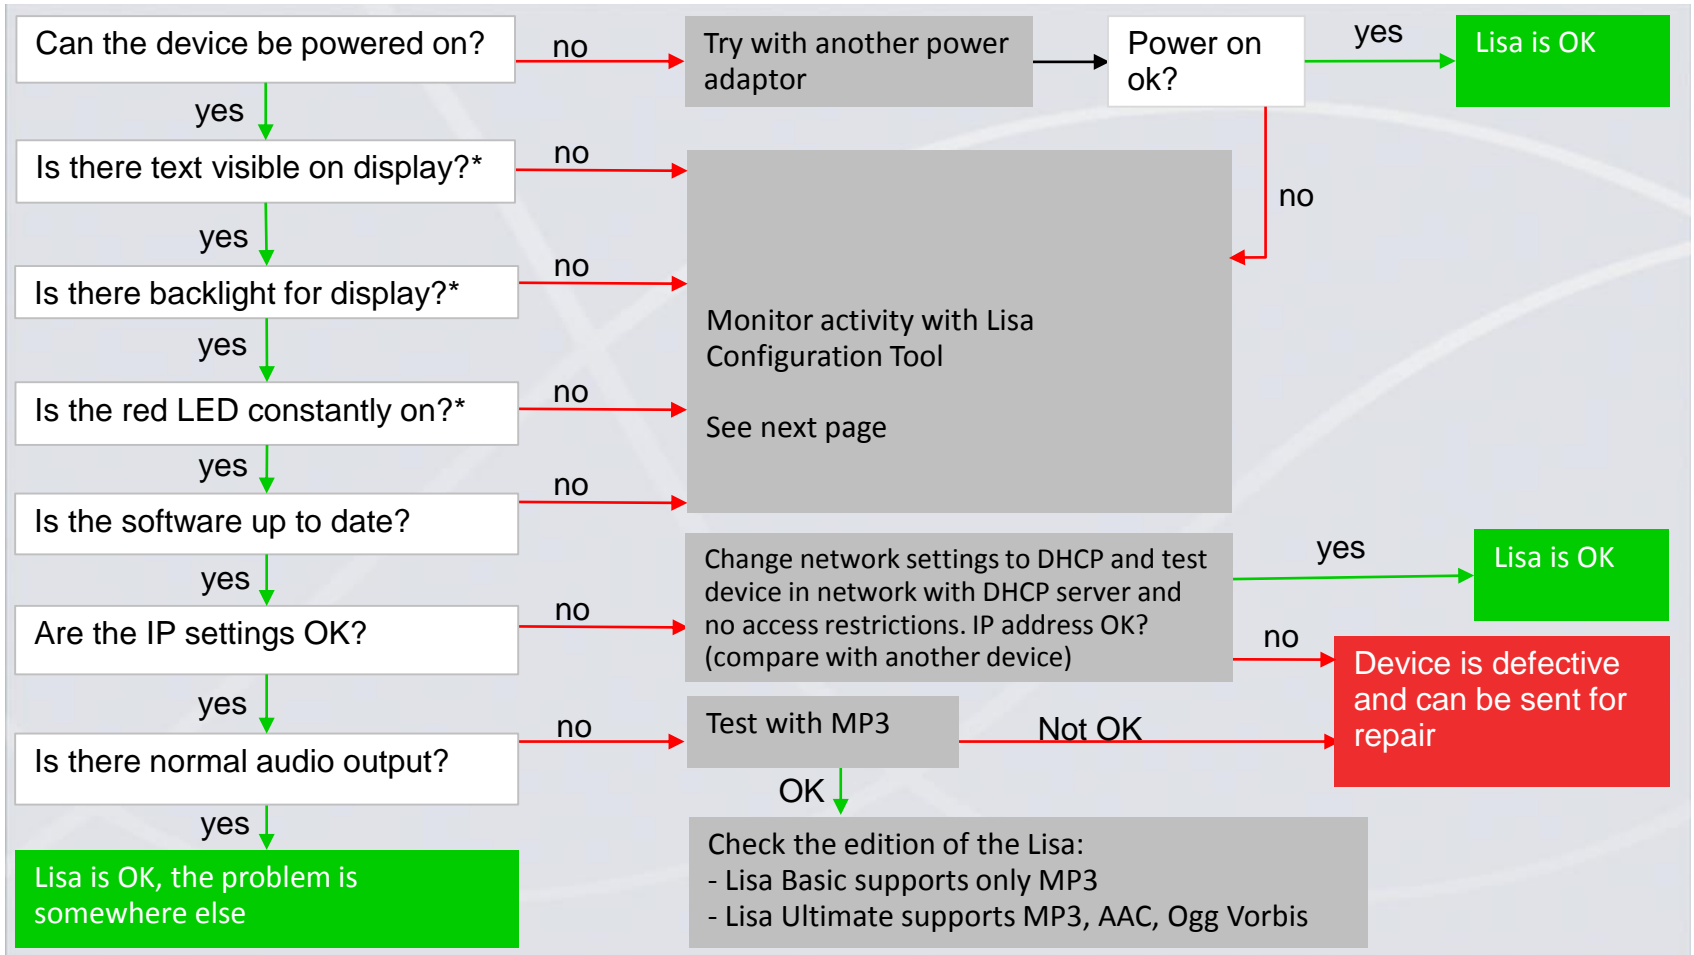 Can the device be powered on?
no
Try with another power
adaptor
Power on
ok?
yes
Lisa is OK
yes
Is there text visible on display?*
no
no
yes
Is there backlight for display?*
no
Monitor activity with Lisa
Configuration Tool
See next page
yes
Is the red LED constantly on?*
no
yes
Is the software up to date?
no
yes
Are the IP settings OK?
no
Change network settings to DHCP and test
device in network with DHCP server and
no access restrictions. IP address OK?
(compare with another device)
yes
Lisa is OK
no
Device is defective
and can be sent for
repair
yes
Is there normal audio output?
no
Test with MP3
Not OK
OK
Check the edition of the Lisa:
- Lisa Basic supports only MP3
- Lisa Ultimate supports MP3, AAC, Ogg Vorbis
yes
Lisa is OK, the problem is
somewhere else